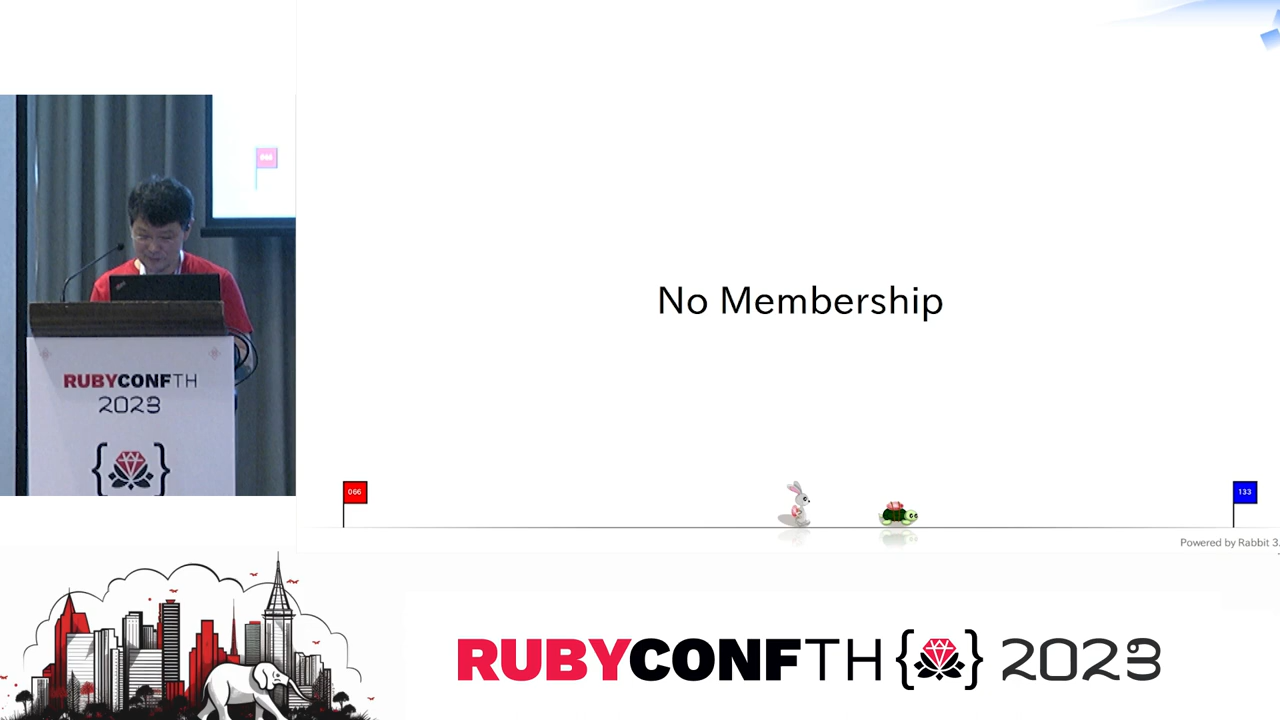 No Membership
066
133
Powered by Rabbit 3.
RUBYCONFTH
2023
RUBYCONFTH 2023